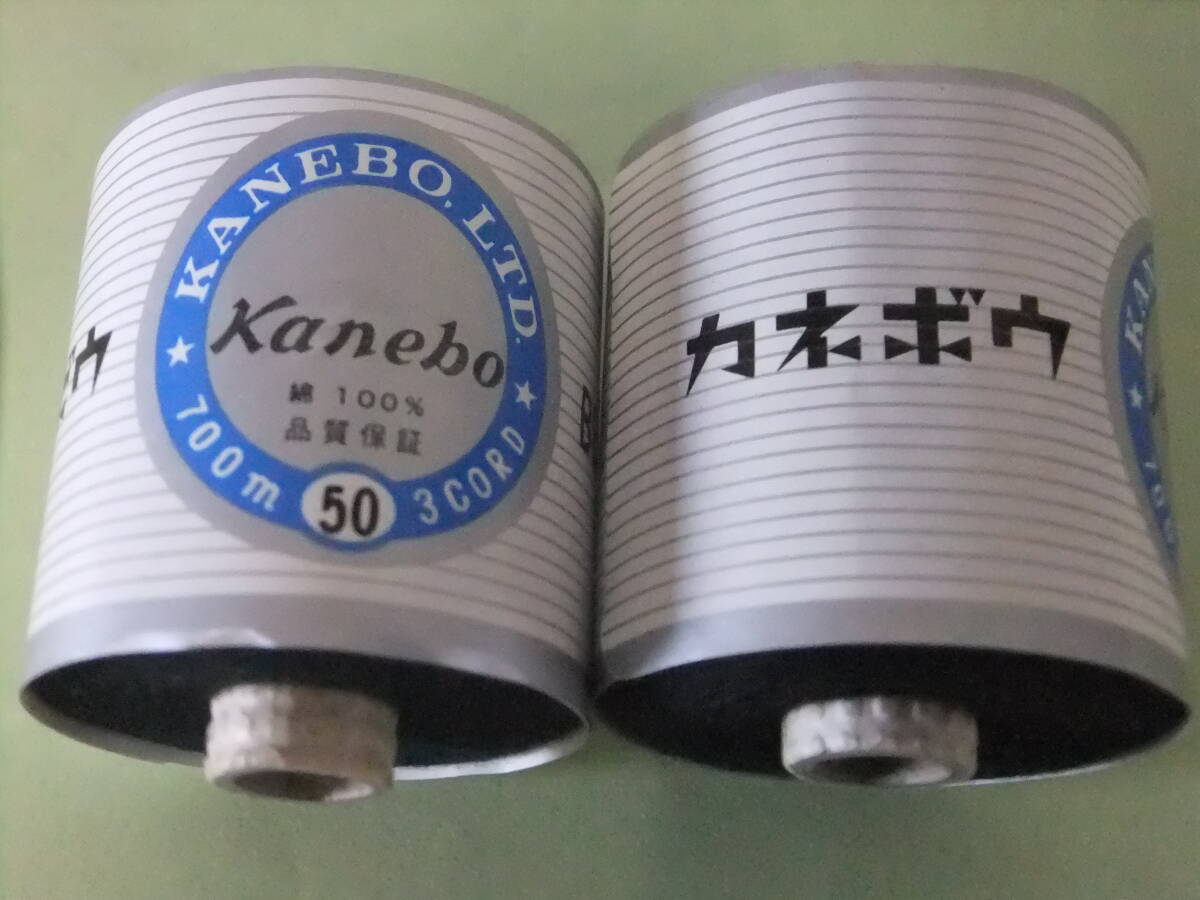 KANEBO, LTD.
Kanebo
綿 100%
品質保証
700m 50 3CORD
カネボウ